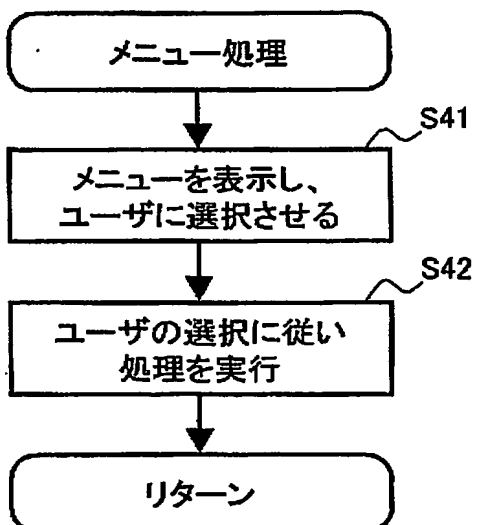 メニュー処理
S41
メニューを表示し、
ユーザに選択させる
S42
ユーザの選択に従い
処理を実行
リターン